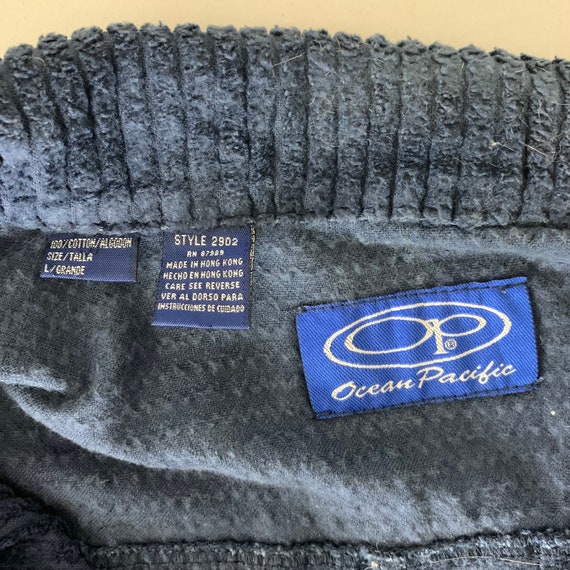 100/COTTON/ALGODON
SIZE/TALLA
L/GRANDE
STYLE 2902
RN 87989
MADE IN HONG KONG
HECHO EN HONG KONG
CARE SEE REVERSE
VER AL DORSO PARA
INSTRUCCIONES DE CUIDADO
OP®
Ocean Pacific